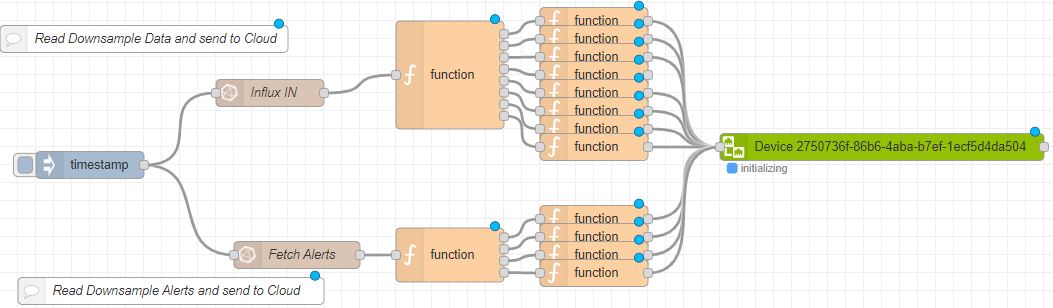 Read Downsample Data and send to Cloud
Influx IN
function
function
function
function
function
function
function
function
function
timestamp
Device 2750736f-86b6-4aba-b7ef-1ecf5d4da504
initializing
Fetch Alerts
function
function
function
function
function
Read Downsample Alerts and send to Cloud